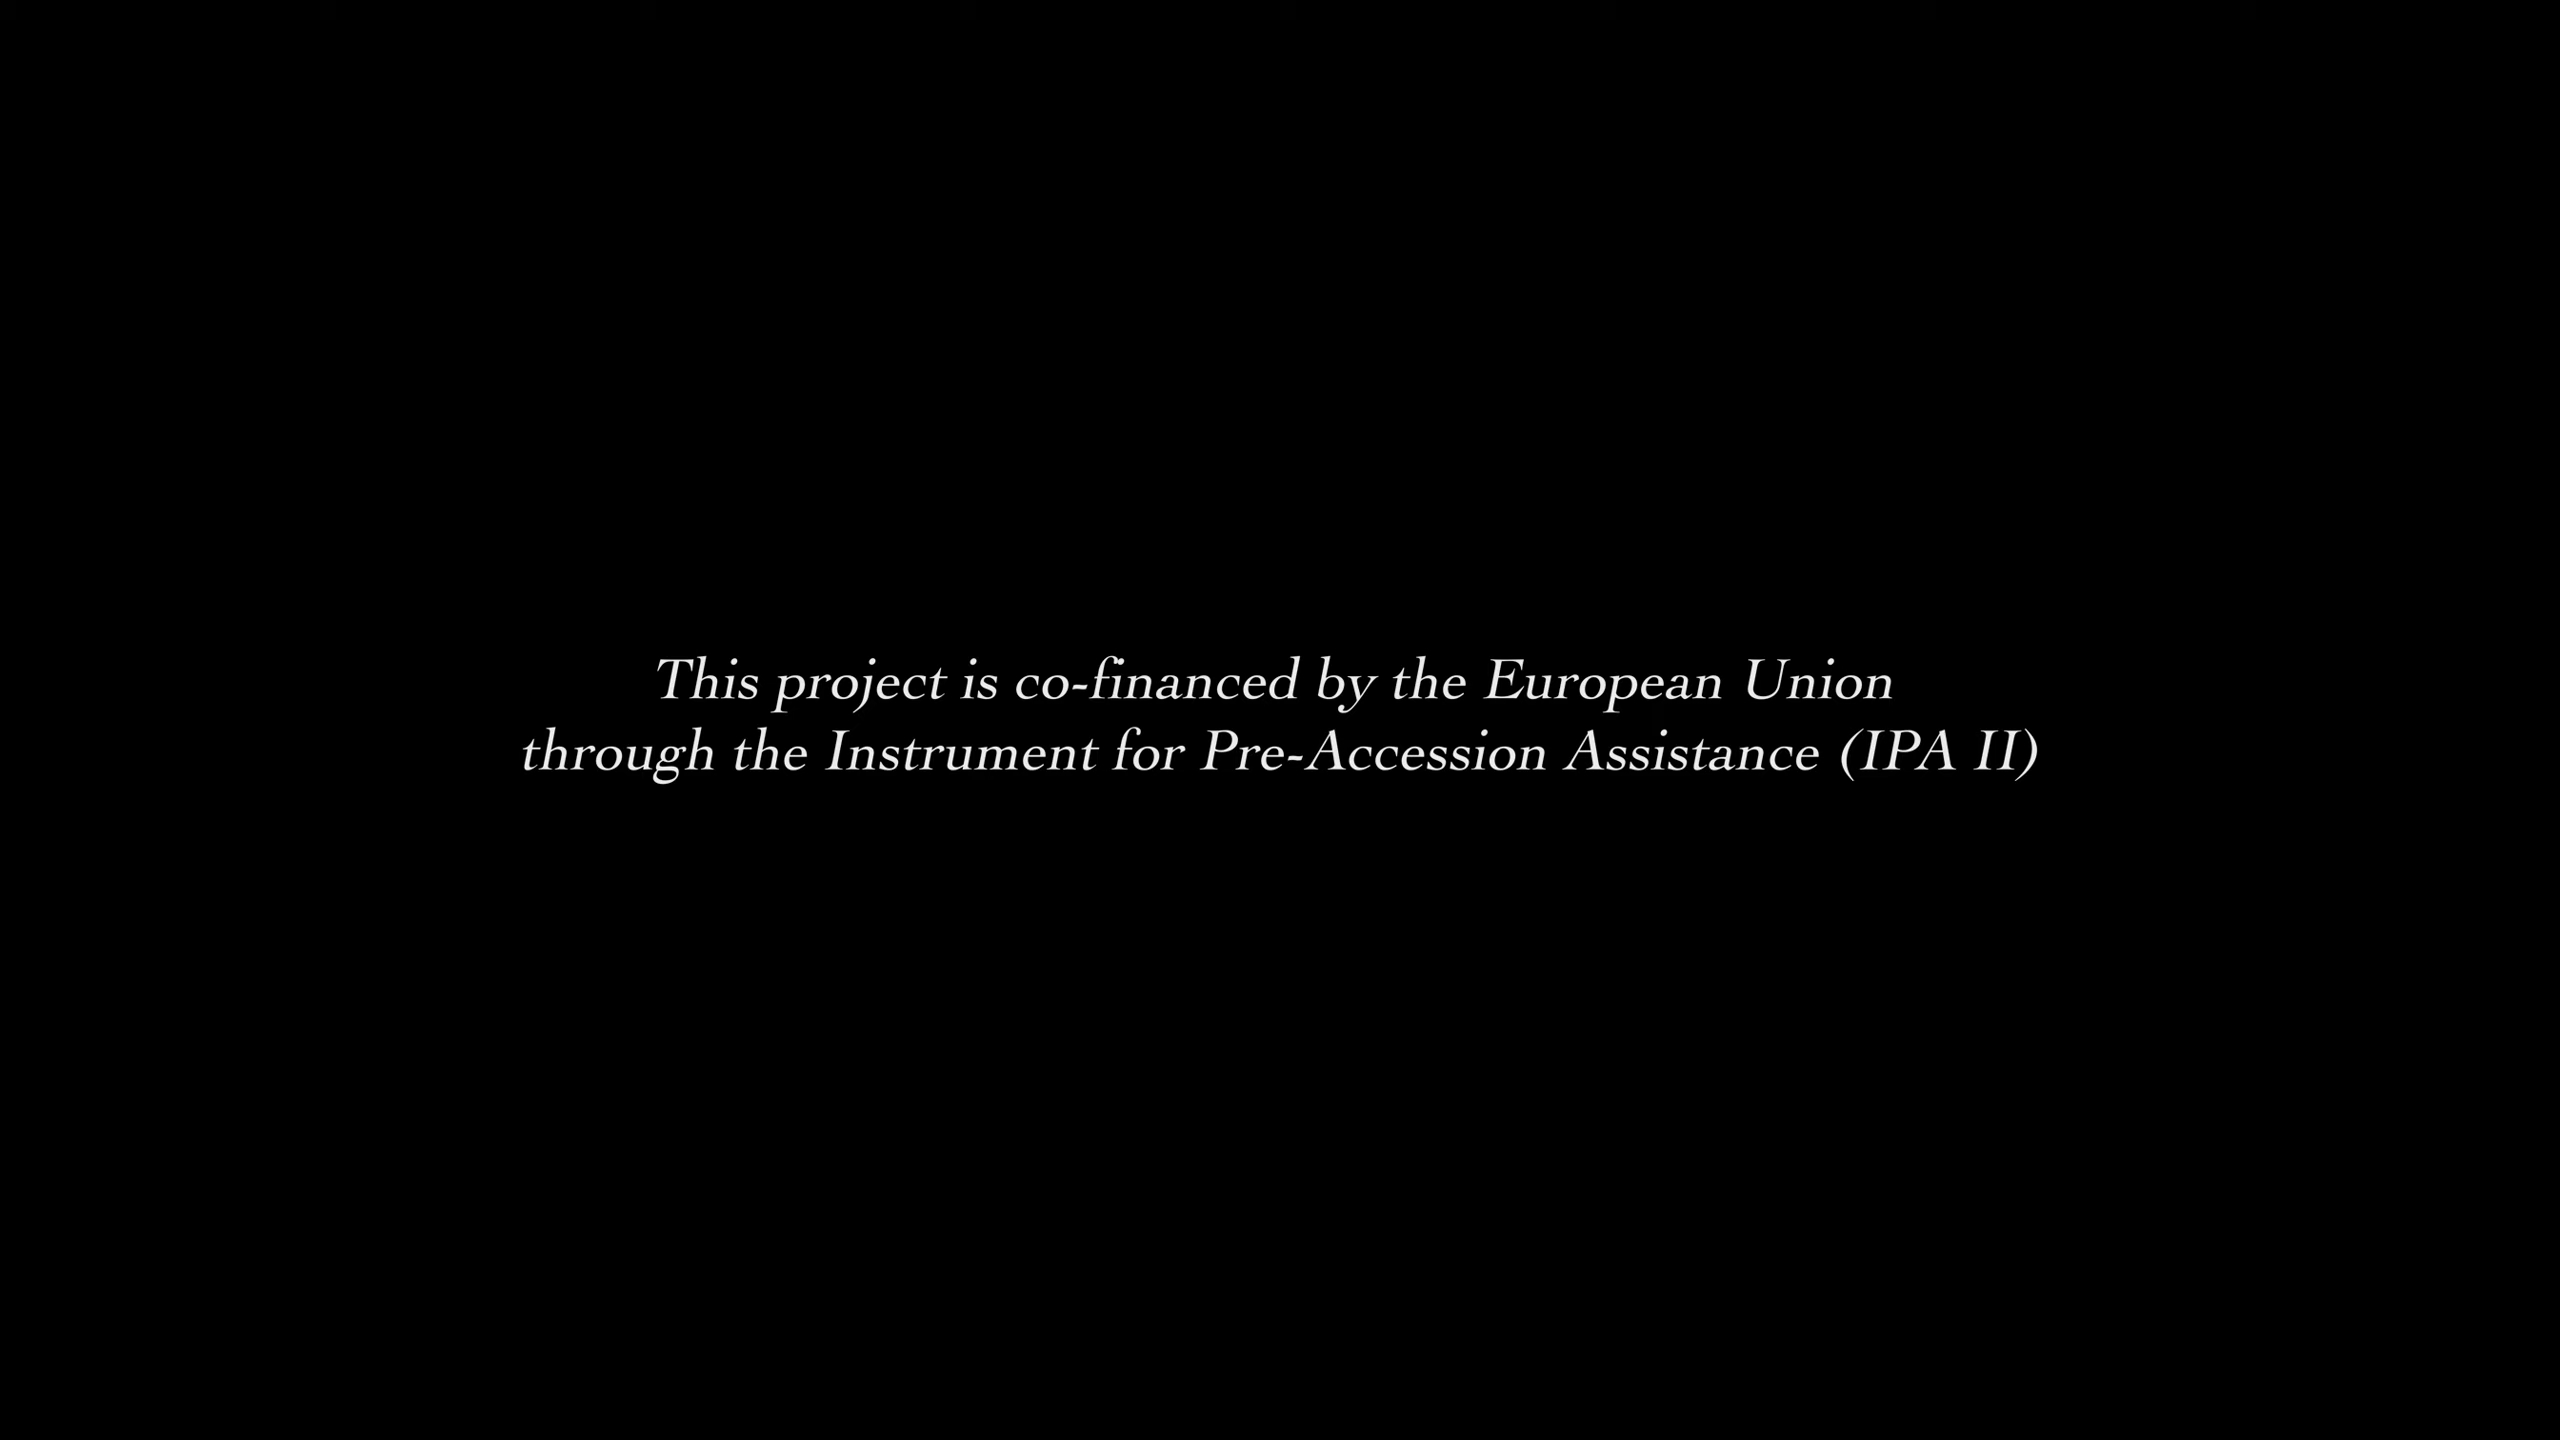 This project is co-financed by the European Union
through the Instrument for Pre-Accession Assistance (IPA II)